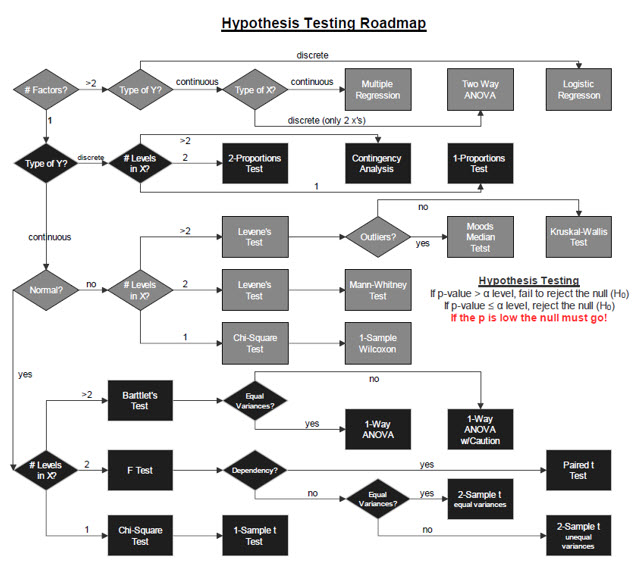 Hypothesis Testing Roadmap
discrete
# Factors?
>2
Type of Y?
continuous
Type of X?
continuous
Multiple
Regression
Two Way
ANOVA
Logistic
Regresson
discrete (only 2 x's)
1
Type of Y?
discrete
# Levels
in X?
>2
2
2-Proportions
Test
Contingency
Analysis
1-Proportions
Test
1
continuous
>2
Levene's
Test
Outliers?
no
yes
Moods
Median
Tetst
Kruskal-Wallis
Test
Normal?
no
# Levels
in X?
2
Levene's
Test
Mann-Whitney
Test
1
Chi-Square
Test
1-Sample
Wilcoxon
Hypothesis Testing
If p-value > α level, fail to reject the null (H0)
If p-value ≤ α level, reject the null (H0)
If the p is low the null must go!
yes
>2
Barttlet's
Test
Equal
Variances?
no
yes
1-Way
ANOVA
1-Way
ANOVA
w/Caution
# Levels
in X?
2
F Test
Dependency?
yes
Paired t
Test
no
Equal
Variances?
yes
2-Sample t
equal variances
no
2-Sample t
unequal
variances
1
Chi-Square
Test
1-Sample t
Test